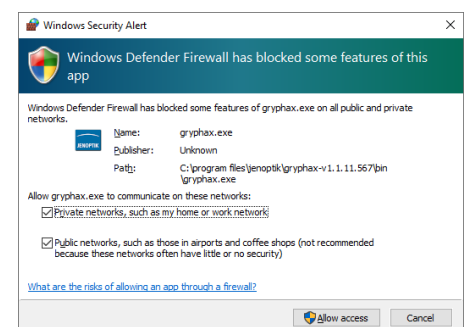 Windows Security Alert
Windows Defender Firewall has blocked some features of this
app
Windows Defender Firewall has blocked some features of gryphax.exe on all public and private
networks.
JENOPTIK
Name: gryphax.exe
Publisher: Unknown
Path: C:\program files\jenoptik\gryphax-v1.1.11.567\bin
\gryphax.exe
Allow gryphax.exe to communicate on these networks:
Private networks, such as my home or work network
Public networks, such as those in airports and coffee shops (not recommended
because these networks often have little or no security)
What are the risks of allowing an app through a firewall?
Allow access Cancel